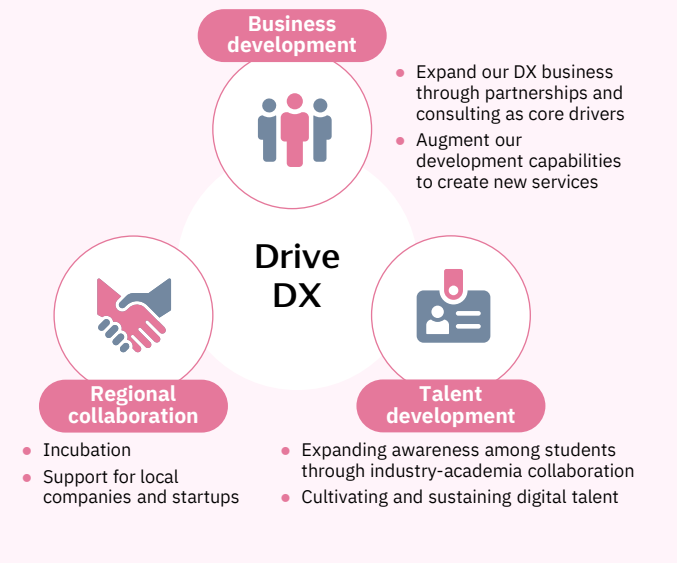 Business
development
Expand our DX business
through partnerships and
consulting as core drivers
Augment our
development capabilities
to create new services
Drive
DX
Regional
collaboration
Incubation
Support for local
companies and startups
Talent
development
Expanding awareness among students
through industry-academia collaboration
Cultivating and sustaining digital talent